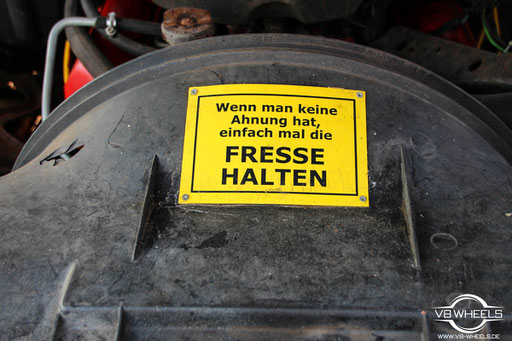 Wenn man keine
Ahnung hat,
einfach mal die
FRESSE
HALTEN
VB WHEELS
WWW.VB-WHEELS.DE